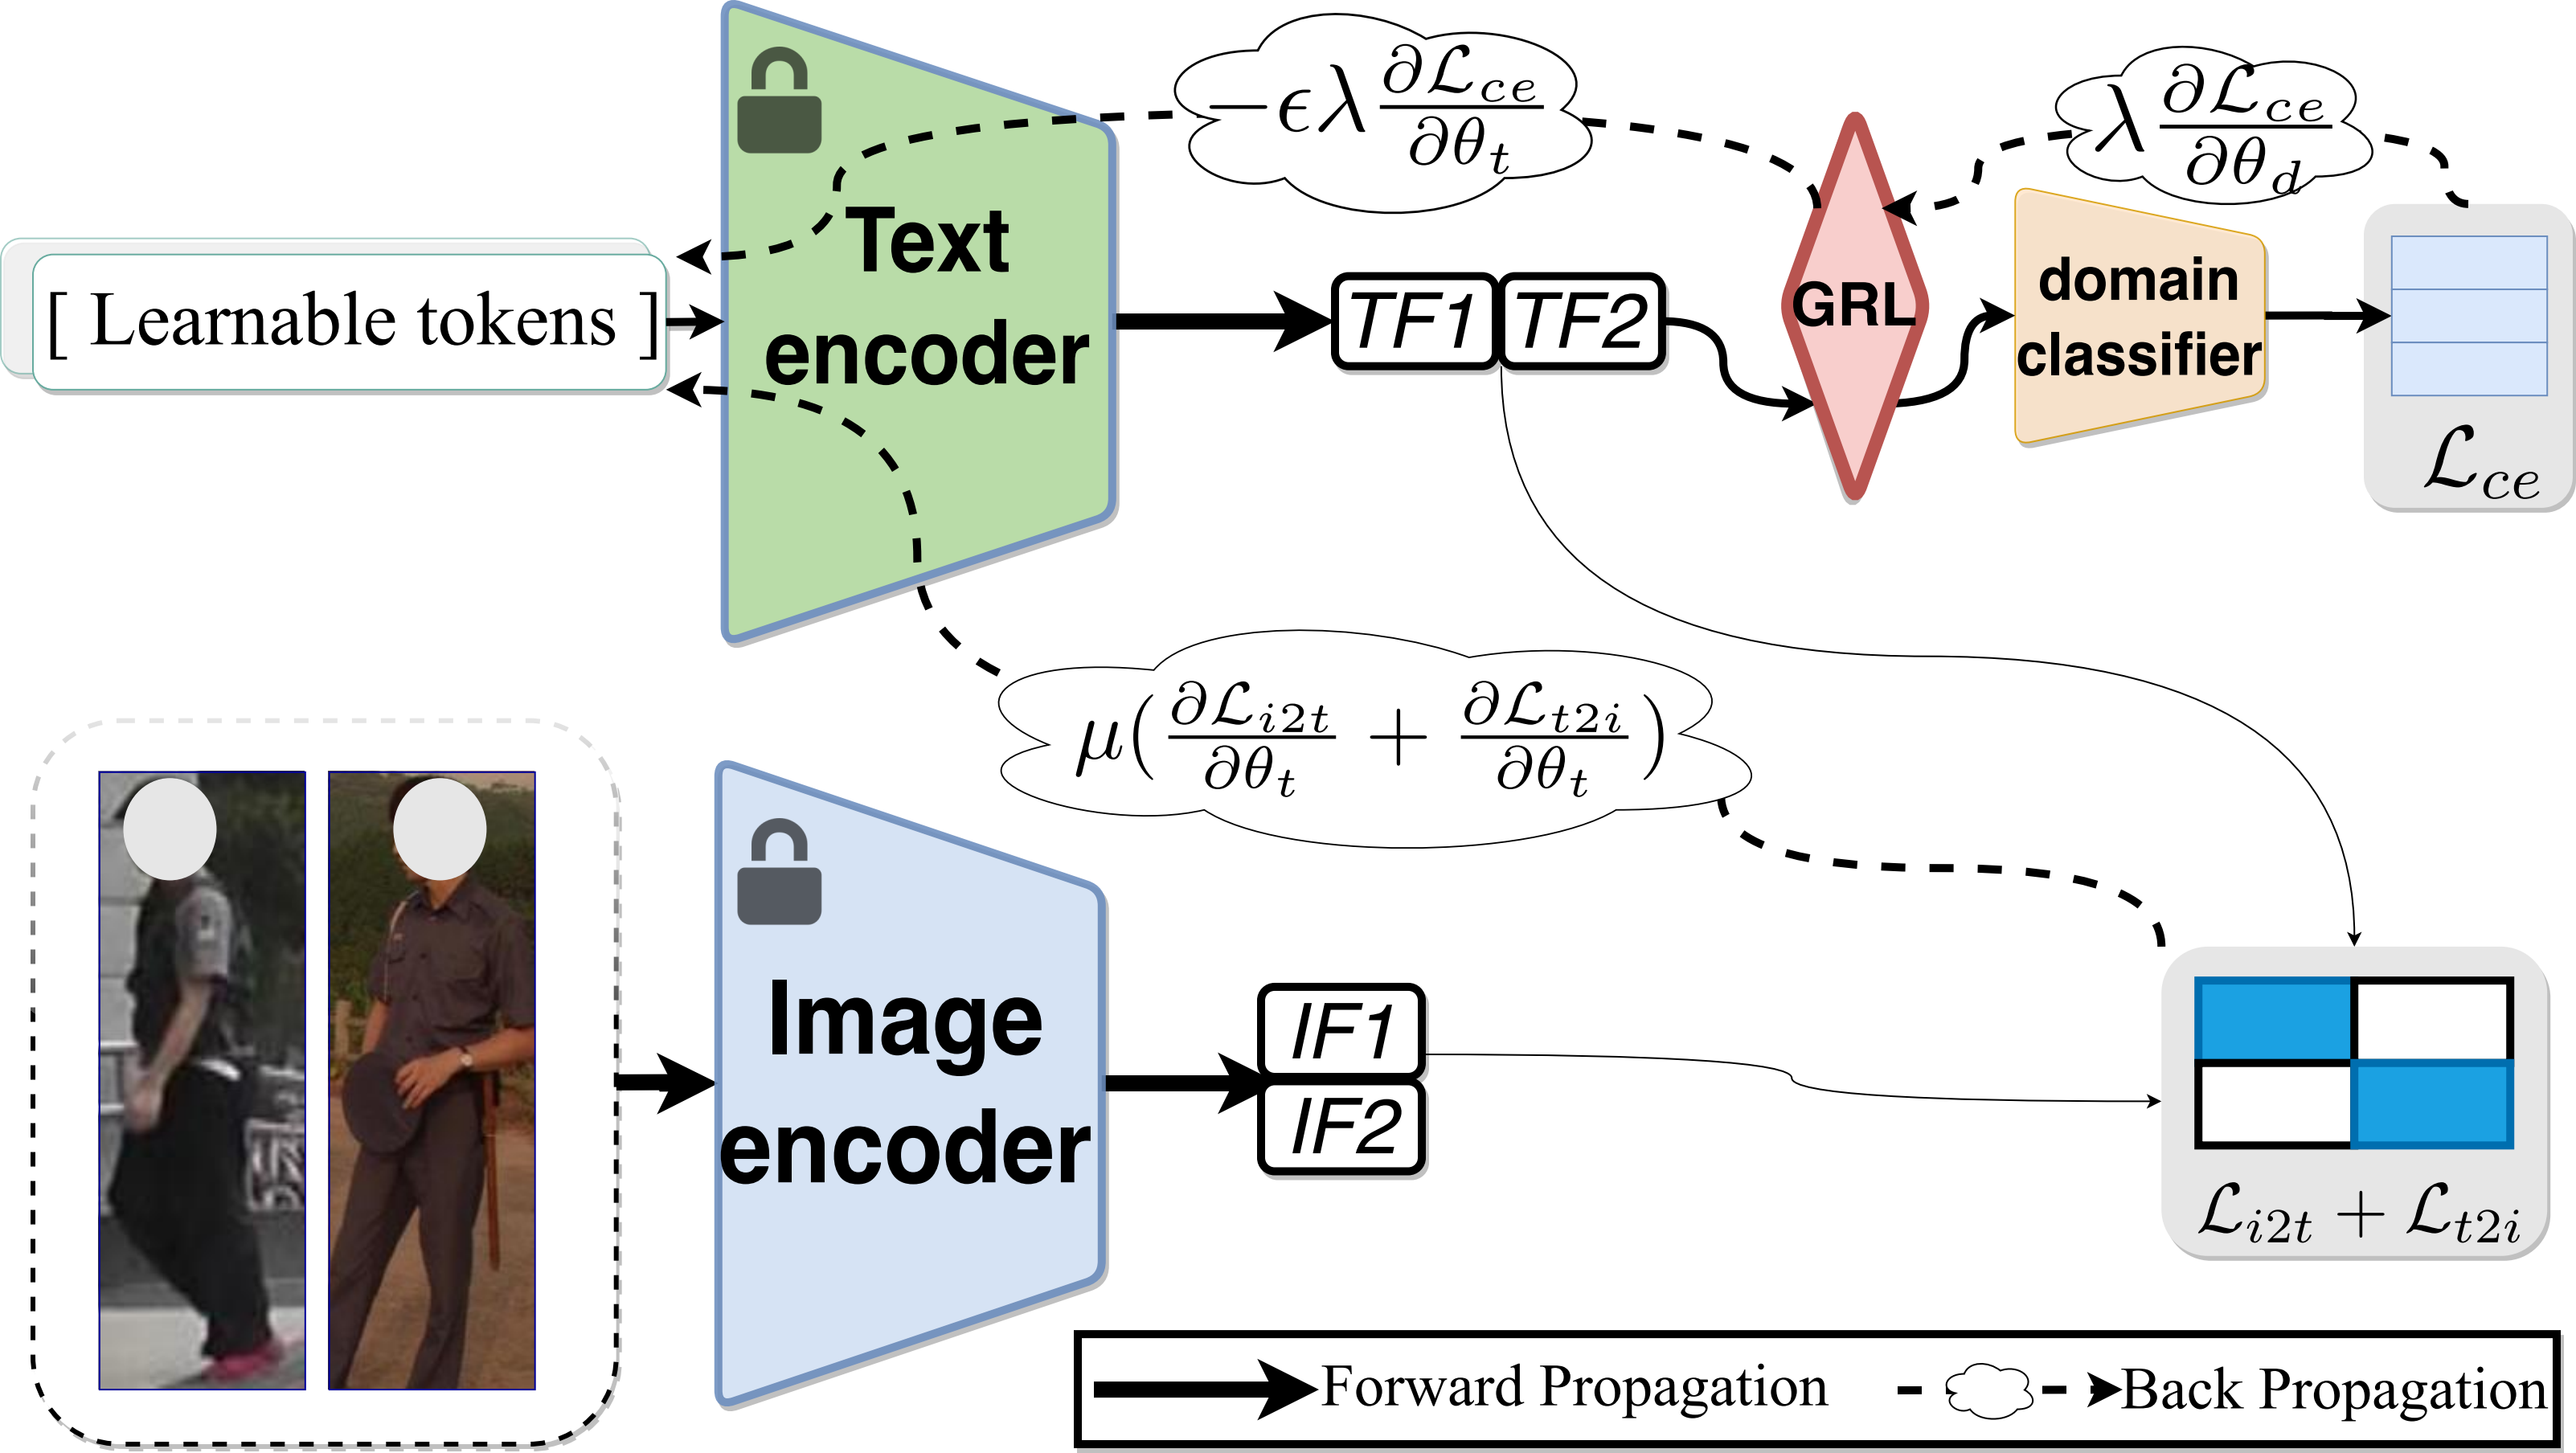 −ϵλ ∂ℒ_ce/∂θ_t
λ ∂ℒ_ce/∂θ_d
Text
encoder
[ Learnable tokens ]
TF1 TF2
GRL
domain
classifier
ℒ_ce
μ(∂ℒ_i2t/∂θ_t + ∂ℒ_t2i/∂θ_t)
Image
encoder
IF1
IF2
ℒ_i2t + ℒ_t2i
Forward Propagation
Back Propagation